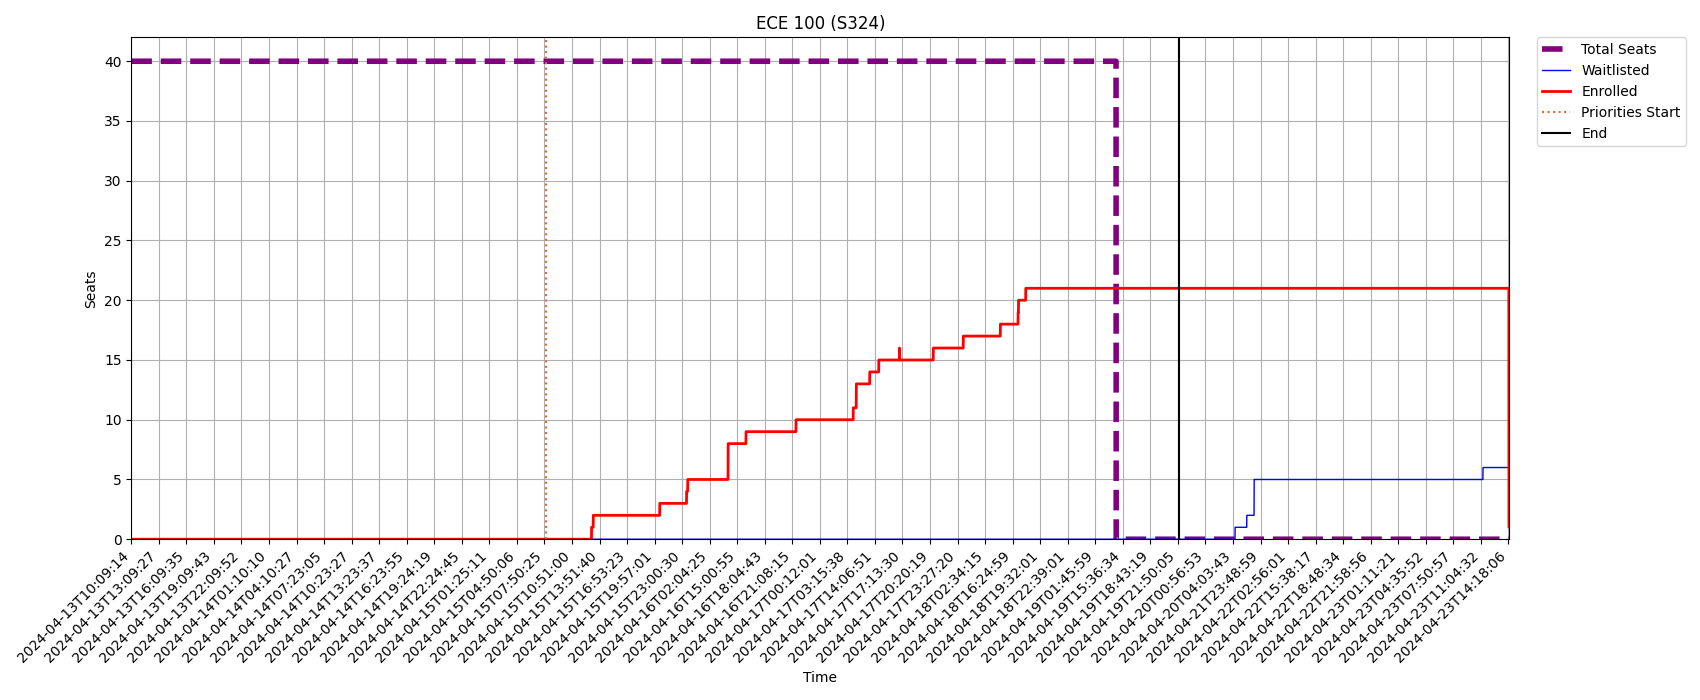 ECE 100 (S324)
Total Seats
Waitlisted
Enrolled
Priorities Start
End
Seats
40
35
30
25
20
15
10
5
0
2024-04-13T10:09:14
2024-04-13T13:09:27
2024-04-13T16:09:35
2024-04-13T19:09:43
2024-04-13T22:09:52
2024-04-14T01:10:10
2024-04-14T04:10:27
2024-04-14T07:23:05
2024-04-14T10:23:27
2024-04-14T13:23:37
2024-04-14T16:23:55
2024-04-14T19:24:19
2024-04-14T22:24:45
2024-04-15T01:25:11
2024-04-15T04:50:06
2024-04-15T07:50:25
2024-04-15T10:51:00
2024-04-15T13:51:40
2024-04-15T16:53:23
2024-04-15T19:57:01
2024-04-15T23:00:30
2024-04-16T02:04:25
2024-04-16T15:00:55
2024-04-16T18:04:43
2024-04-16T21:08:15
2024-04-17T00:12:01
2024-04-17T03:15:38
2024-04-17T14:06:51
2024-04-17T17:13:30
2024-04-17T20:20:19
2024-04-17T23:27:20
2024-04-18T02:34:15
2024-04-18T16:24:59
2024-04-18T19:32:01
2024-04-18T22:39:01
2024-04-19T01:45:59
2024-04-19T15:36:34
2024-04-19T18:43:19
2024-04-19T21:50:05
2024-04-20T00:56:53
2024-04-20T04:03:43
2024-04-21T23:48:59
2024-04-22T02:56:01
2024-04-22T15:38:17
2024-04-22T18:48:34
2024-04-22T21:58:56
2024-04-23T01:11:21
2024-04-23T04:35:52
2024-04-23T07:50:57
2024-04-23T11:04:32
2024-04-23T14:18:06
Time